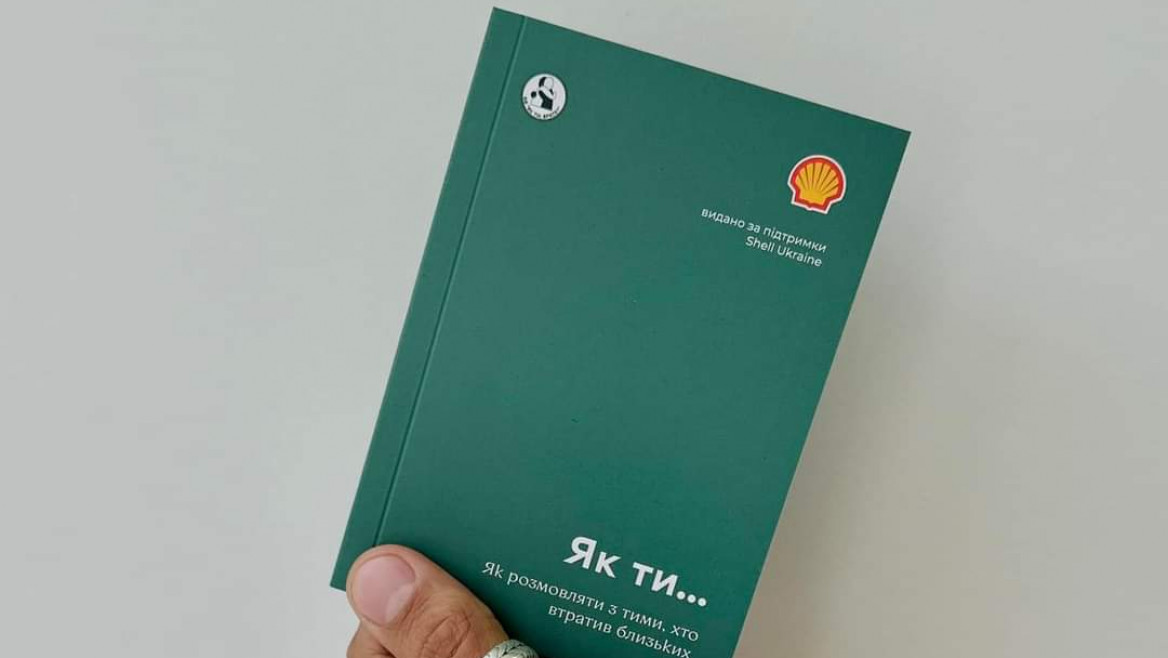 видано за підтримки
Shell Ukraine
Як ти...
Як розмовляти з тими, хто
втратив близьких